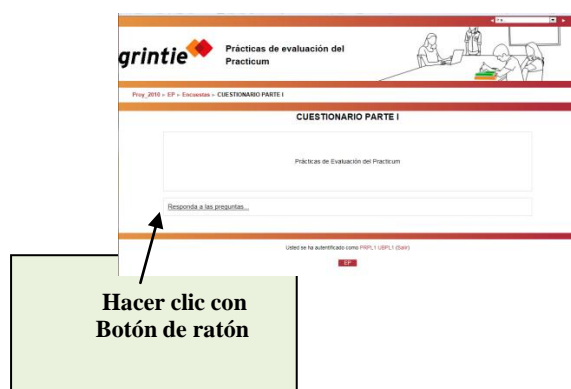 grintie
Prácticas de evaluación del
Practicum
Proy_2010 ► EP ► Encuestas ► CUESTIONARIO PARTE I
CUESTIONARIO PARTE I
Prácticas de Evaluación del Practicum
Responda a las preguntas...
Usted se ha autentificado como PRPL1 UBPL1 (Salir)
EP
Hacer clic con
Botón de ratón